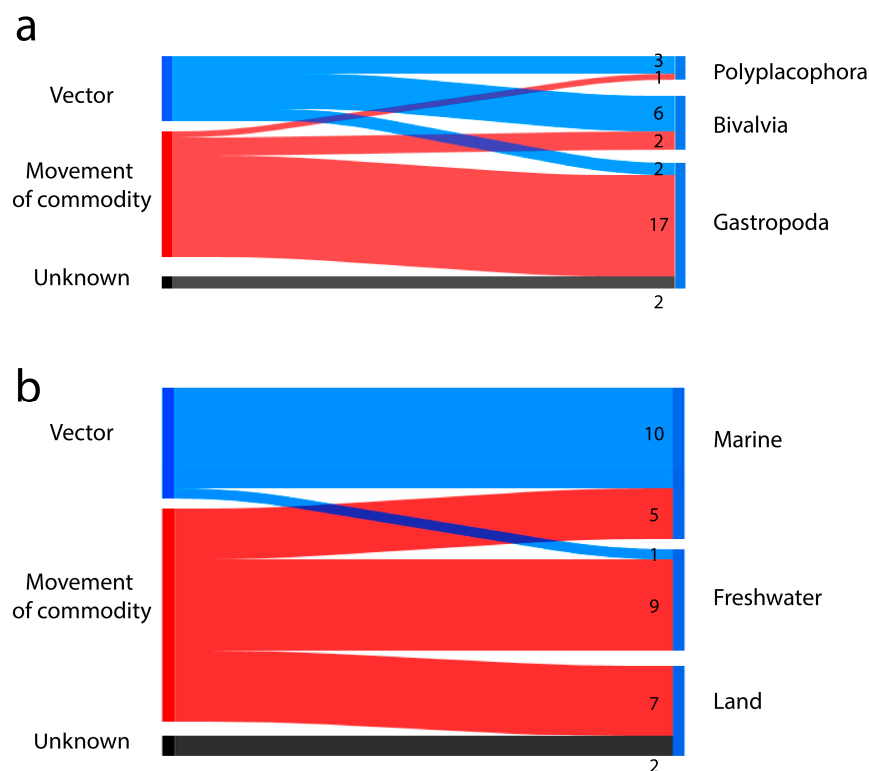 a
Vector
Movement
of commodity
Unknown
3
1
6
2
2
17
2
Polyplacophora
Bivalvia
Gastropoda
b
Vector
Movement
of commodity
Unknown
10
5
1
9
7
2
Marine
Freshwater
Land